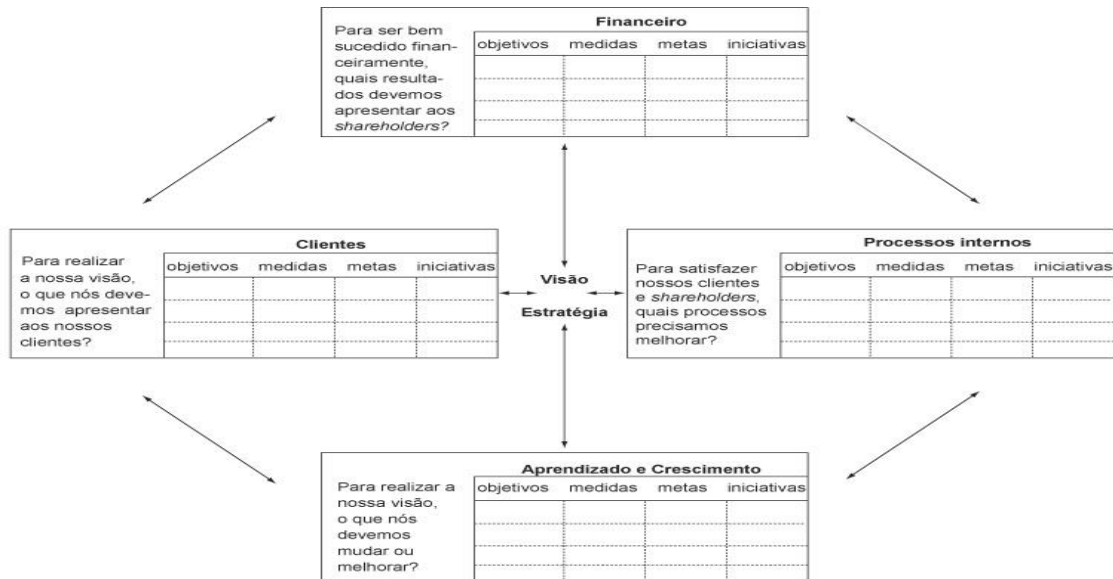 Financeiro
Para ser bem
sucedido finan-
ceiramente,
quais resulta-
dos devemos
apresentar aos
shareholders?
objetivos medidas metas iniciativas
Clientes
Para realizar
a nossa visão,
o que nós deve-
mos apresentar
aos nossos
clientes?
objetivos medidas metas iniciativas
Visão
Estratégia
Processos internos
Para satisfazer
nossos clientes
e shareholders,
quais processos
precisamos
melhorar?
objetivos medidas metas iniciativas
Aprendizado e Crescimento
Para realizar a
nossa visão,
o que nós
devemos
mudar ou
melhorar?
objetivos medidas metas iniciativas